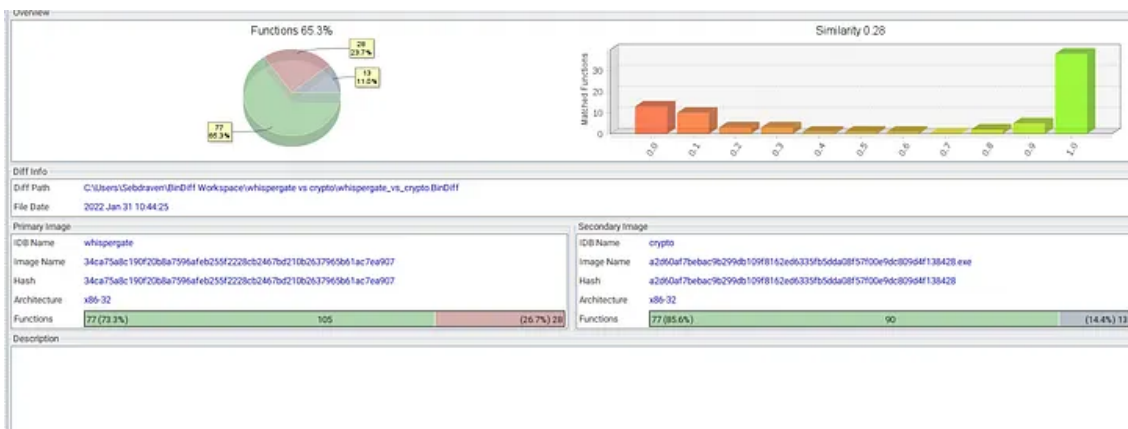 Overview
Functions 65.3%
28
23.7%
13
11.0%
77
65.3%
Similarity 0.28
Matched Functions
30
20
10
0
0.0
0.1
0.2
0.3
0.4
0.5
0.6
0.7
0.8
0.9
1.0
Diff Info
Diff Path C:\Users\Sebdraven\BinDiff Workspace\whispergate vs crypto\whispergate_vs_crypto.BinDiff
File Date 2022 Jan 31 10:44:25
Primary Image
IDB Name whispergate
Image Name 34ca75a8c190f20b8a7596afeb255f2228cb2467bd210b2637965b61ac7ea907
Hash 34ca75a8c190f20b8a7596afeb255f2228cb2467bd210b2637965b61ac7ea907
Architecture x86-32
Functions 77 (73.3%) 105 (26.7%) 28
Secondary Image
IDB Name crypto
Image Name a2d60af7bebac9b299db109f8162ed6335fb5dda08f57f00e9dc809d4f138428.exe
Hash a2d60af7bebac9b299db109f8162ed6335fb5dda08f57f00e9dc809d4f138428
Architecture x86-32
Functions 77 (85.6%) 90 (14.4%) 13
Description